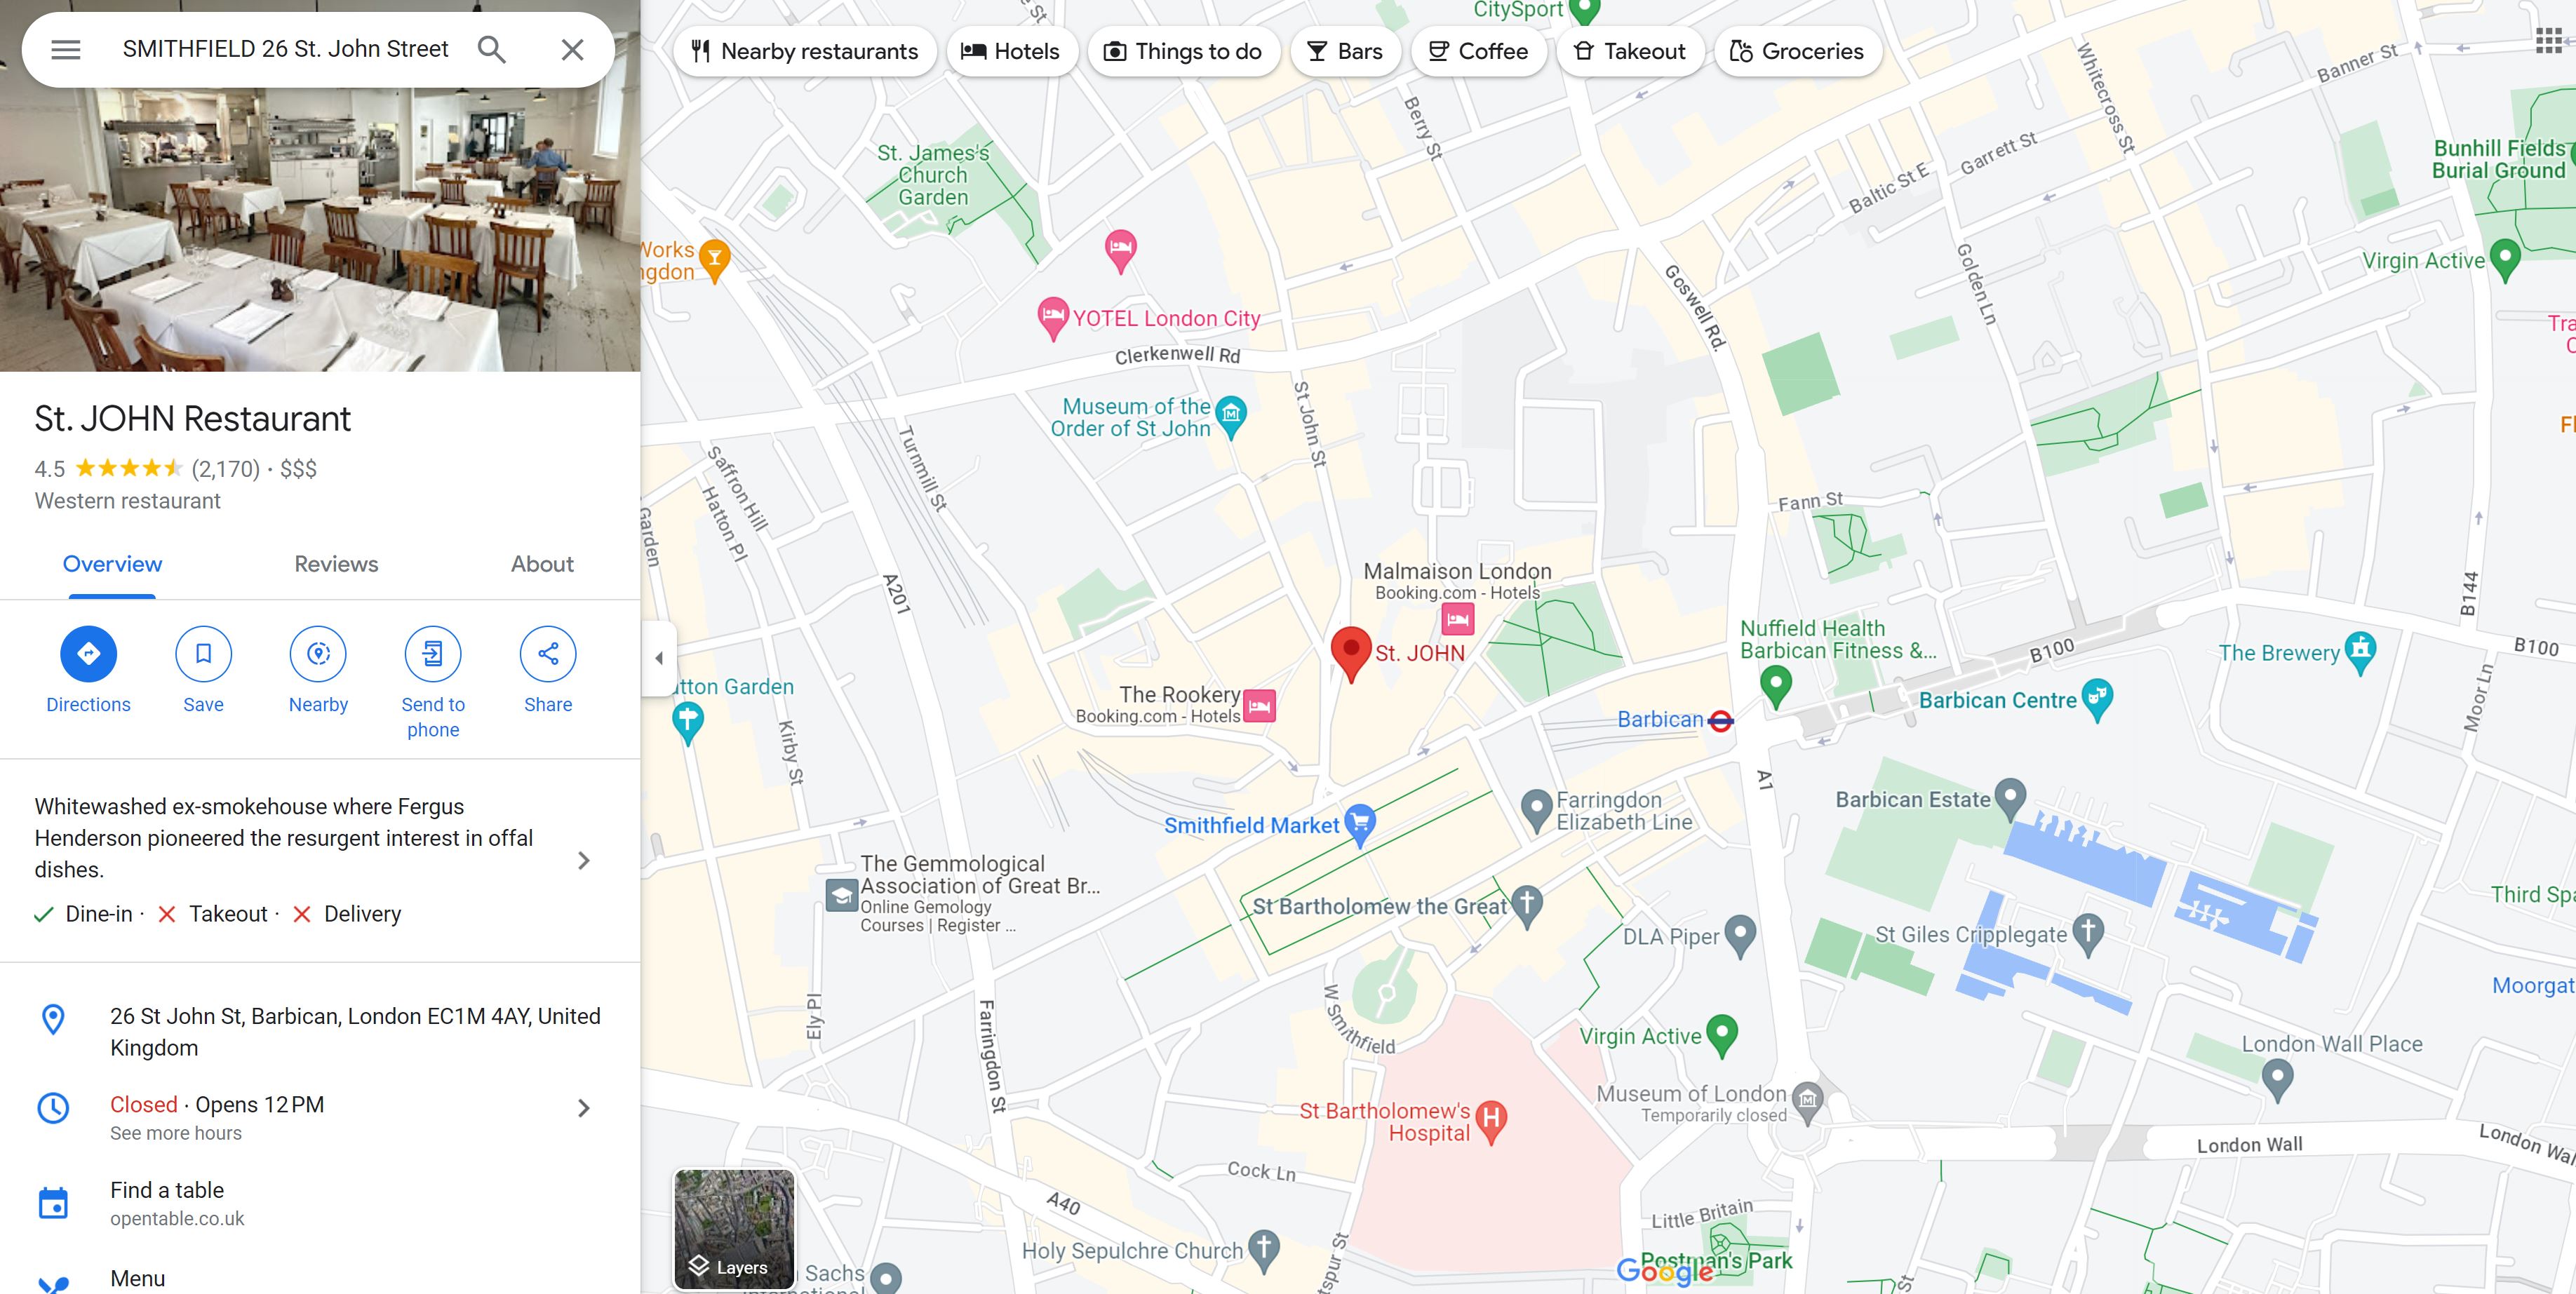 SMITHFIELD 26 St. John Street
St. JOHN Restaurant
4.5 (2,170) · $$$
Western restaurant
Overview
Reviews
About
Directions
Save
Nearby
Send to
phone
Share
Whitewashed ex-smokehouse where Fergus
Henderson pioneered the resurgent interest in offal
dishes.
Dine-in · Takeout · Delivery
26 St John St, Barbican, London EC1M 4AY, United
Kingdom
Closed · Opens 12 PM
See more hours
Find a table
opentable.co.uk
Menu
Nearby restaurants
Hotels
Things to do
Bars
Coffee
Takeout
Groceries
CitySport
Banner St
Whitecross St
Berry St
Garrett St
Baltic St E
Bunhill Fields
Burial Ground
St. James's
Church
Garden
Works
Virgin Active
Golden Ln
Goswell Rd.
YOTEL London City
Clerkenwell Rd
Museum of the
Order of St John
St John St
Turnmill St
Saffron Hill
Hatton Pl
Garden
Fann St
A201
Malmaison London
Booking.com - Hotels
St. JOHN
Nuffield Health
Barbican Fitness &...
B100
B144
B100
The Brewery
The Rookery
Booking.com - Hotels
Barbican
Barbican Centre
Moor Ln
Kirby St
A1
Barbican Estate
Farringdon
Elizabeth Line
Smithfield Market
The Gemmological
Association of Great Br...
Online Gemology
Courses | Register ...
St Bartholomew the Great
DLA Piper
St Giles Cripplegate
Third Spa
Moorgat
Ely Pl
Farringdon St
W Smithfield
Virgin Active
London Wall Place
Museum of London
Temporarily closed
St Bartholomew's
Hospital
London Wall
London Wal
Cock Ln
A40
Little Britain
Holy Sepulchre Church
Postman's Park
Google
Sachs
Layers